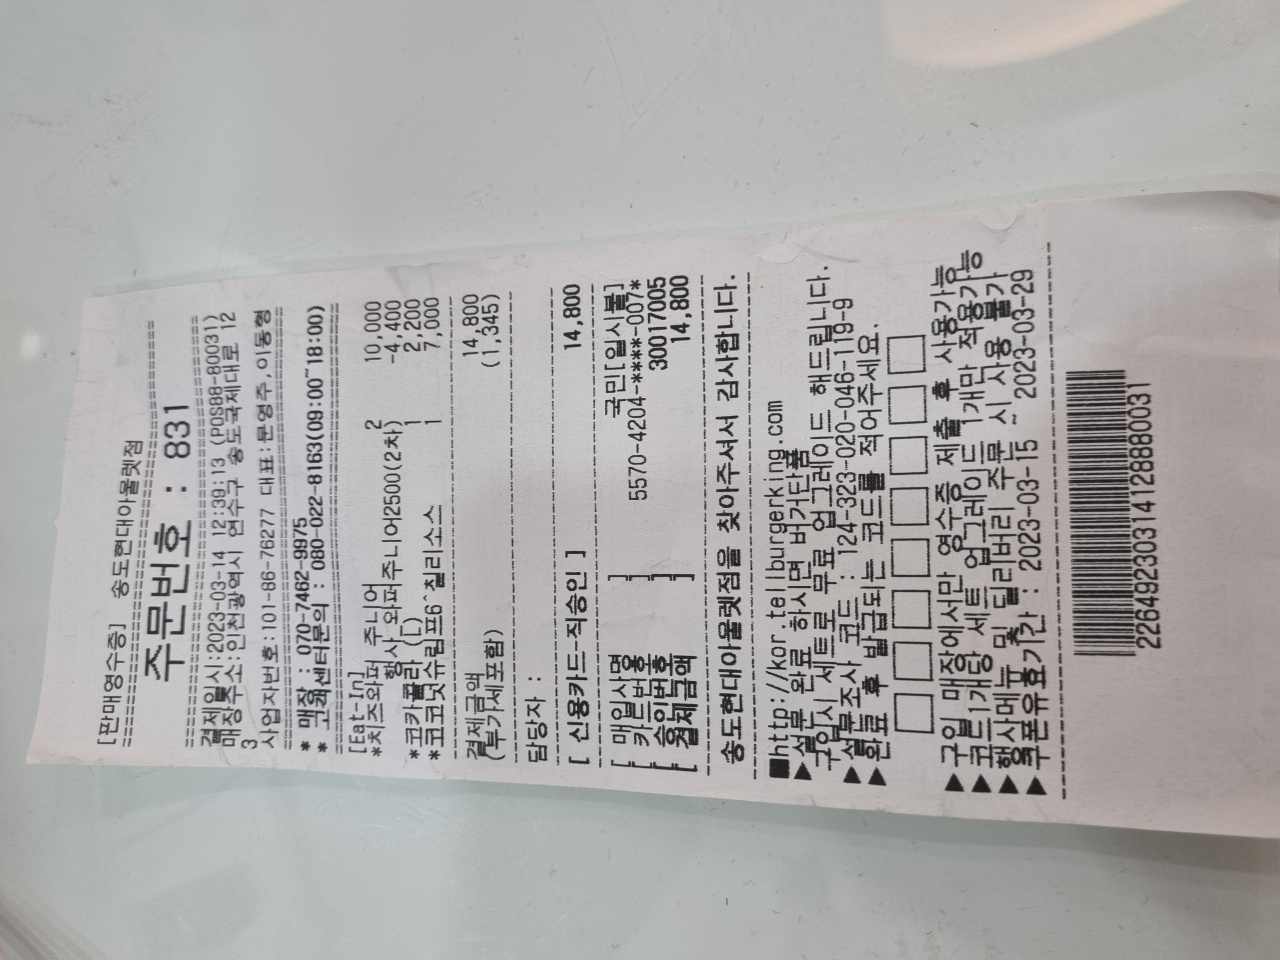 [판매영수증] 송도현대아울렛점
================================
주문번호 : 831
================================
결제일시:2023-03-14 12:39:13 (POS88-80031)
매장주소:인천광역시 연수구 송도국제대로 12
3
사업자번호:101-86-76277 대표:문영주,이동형
================================
* 매장 : 070-7462-9975
* 고객센터문의 : 080-022-8163(09:00~18:00)
================================
[Eat-In]
*치즈와퍼 주니어 2 10,000
행사 와퍼주니어2500(2차) -4,400
*코카콜라 (L) 1 2,200
*코코넛슈림프6^칠리소스 1 7,000
--------------------------------
결제금액 14,800
(부가세포함) (1,345)
--------------------------------
담당자 :
--------------------------------
[ 신용카드-직승인 ] 14,800
--------------------------------
[ 매입사명 ] 국민[일시불]
[ 카드번호 ] 5570-4204-****-007*
[ 승인번호 ] 30017005
[ 결제금액 ] 14,800
--------------------------------
송도현대아울렛점을 찾아주셔서 감사합니다.
--------------------------------
■http://kor.tellburgerking.com
▶설문 완료 하시면 버거단품
구입시 세트로 무료 업그레이드 해드립니다.
▶설문조사 코드 : 124-323-020-046-119-9
▶완료 후 발급되는 코드를 적어주세요.
□□□□□□□□
▶구입 매장에서만 영수증 제출 후 사용가능
▶코드1개당 세트 업그레이드 1개만 적용가능
▶행사메뉴 및 딜리버리 주문 시 사용 불가
▶쿠폰유효기간 : 2023-03-15 ~ 2023-03-29
--------------------------------
2264923031412880031